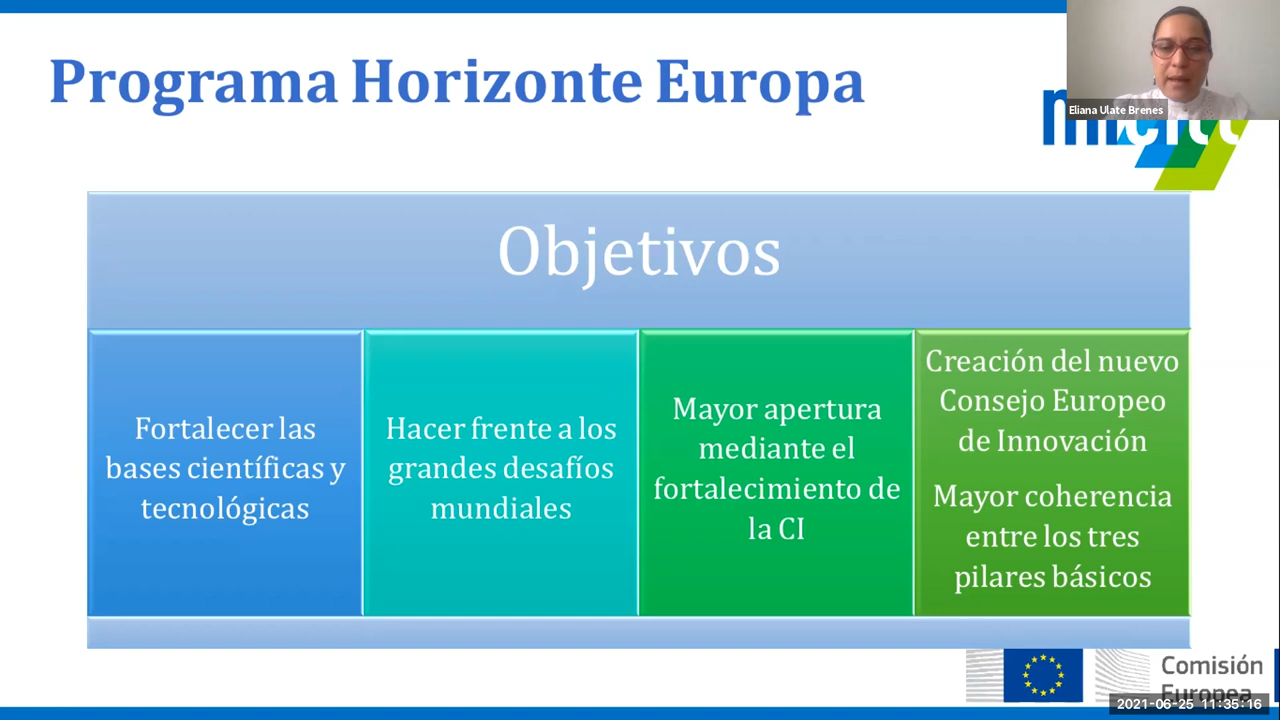 Programa Horizonte Europa
Eliana Ulate Brenes
micitt
Objetivos
Fortalecer las
bases científicas y
tecnológicas
Hacer frente a los
grandes desafíos
mundiales
Mayor apertura
mediante el
fortalecimiento de
la CI
Creación del nuevo
Consejo Europeo
de Innovación
Mayor coherencia
entre los tres
pilares básicos
Comisión
Europea
2021-06-25 11:35:16